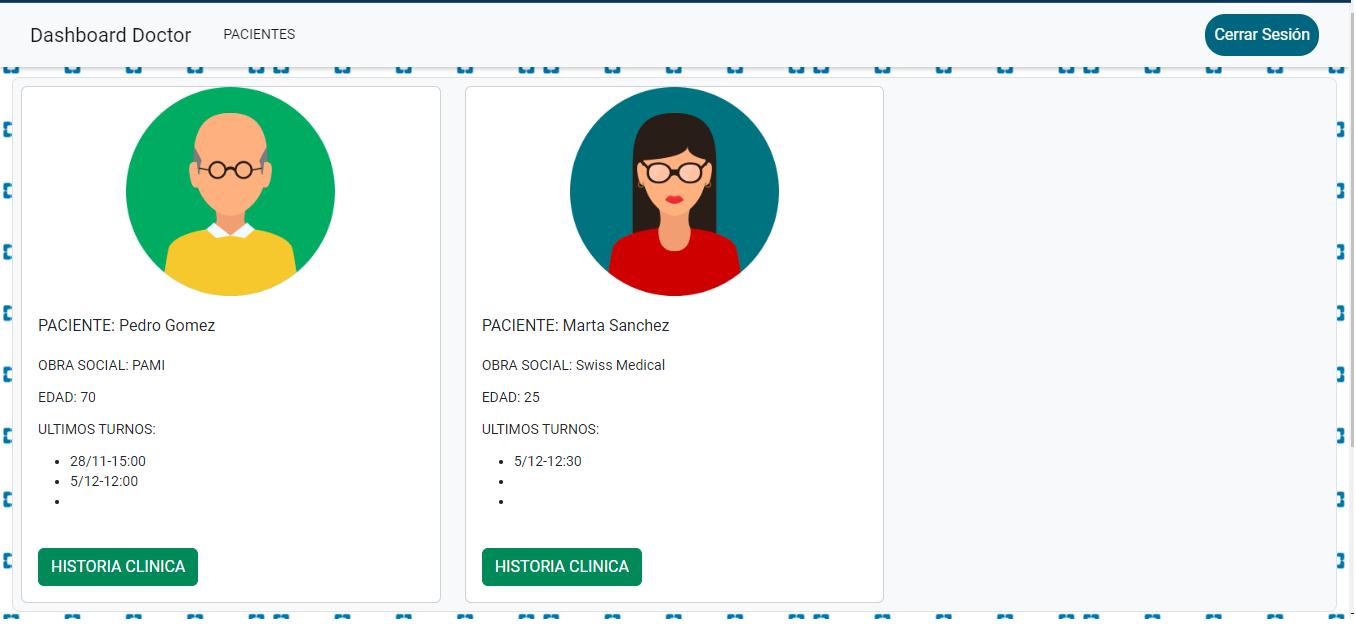 Dashboard Doctor PACIENTES Cerrar Sesión
PACIENTE: Pedro Gomez
OBRA SOCIAL: PAMI
EDAD: 70
ULTIMOS TURNOS:
28/11-15:00
5/12-12:00
HISTORIA CLINICA
PACIENTE: Marta Sanchez
OBRA SOCIAL: Swiss Medical
EDAD: 25
ULTIMOS TURNOS:
5/12-12:30
HISTORIA CLINICA